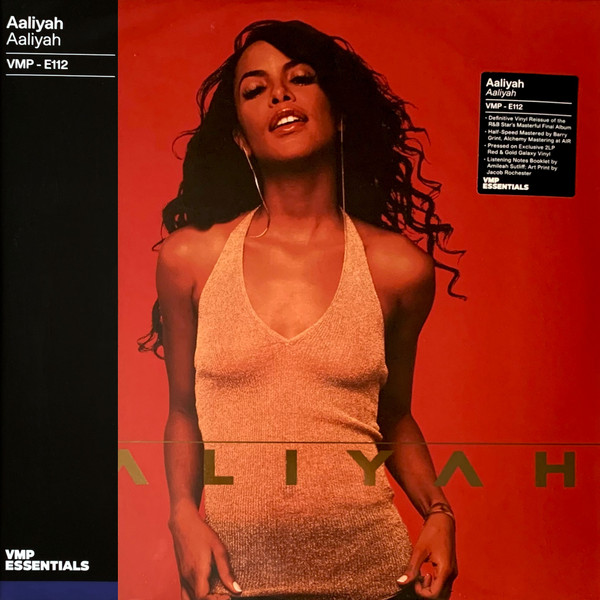 Aaliyah
Aaliyah
VMP - E112
Aaliyah
Aaliyah
VMP - E112
• Definitive Vinyl Reissue of the
R&B Star's Masterful Final Album
• Half-Speed Mastered by Barry
Grint, Alchemy Mastering at AIR
• Pressed on Exclusive 2LP
Red & Gold Galaxy Vinyl
• Listening Notes Booklet by
Amileah Sutliff; Art Print by
Jacob Rochester
VMP
ESSENTIALS
ALIYAH
VMP
ESSENTIALS